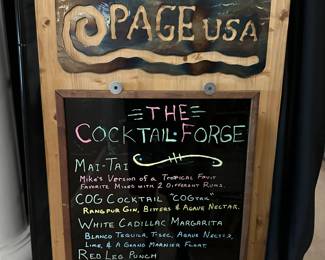 PAGE USA
THE
COCKTAIL FORGE
MAI-TAI
MIKE'S VERSION OF A TROPICAL FRUIT
FAVORITE MIXED WITH 2 DIFFERENT RUMS.
COG COCKTAIL "COGTAIL"
RANGPUR GIN, BITTERS & AGAVE NECTAR.
WHITE CADILLAC MARGARITA
BLANCO TEQUILA, T/SEC, AGAVE NECTER,
LIME, & A GRAND MARNIER FLOAT.
RED LEG PUNCH